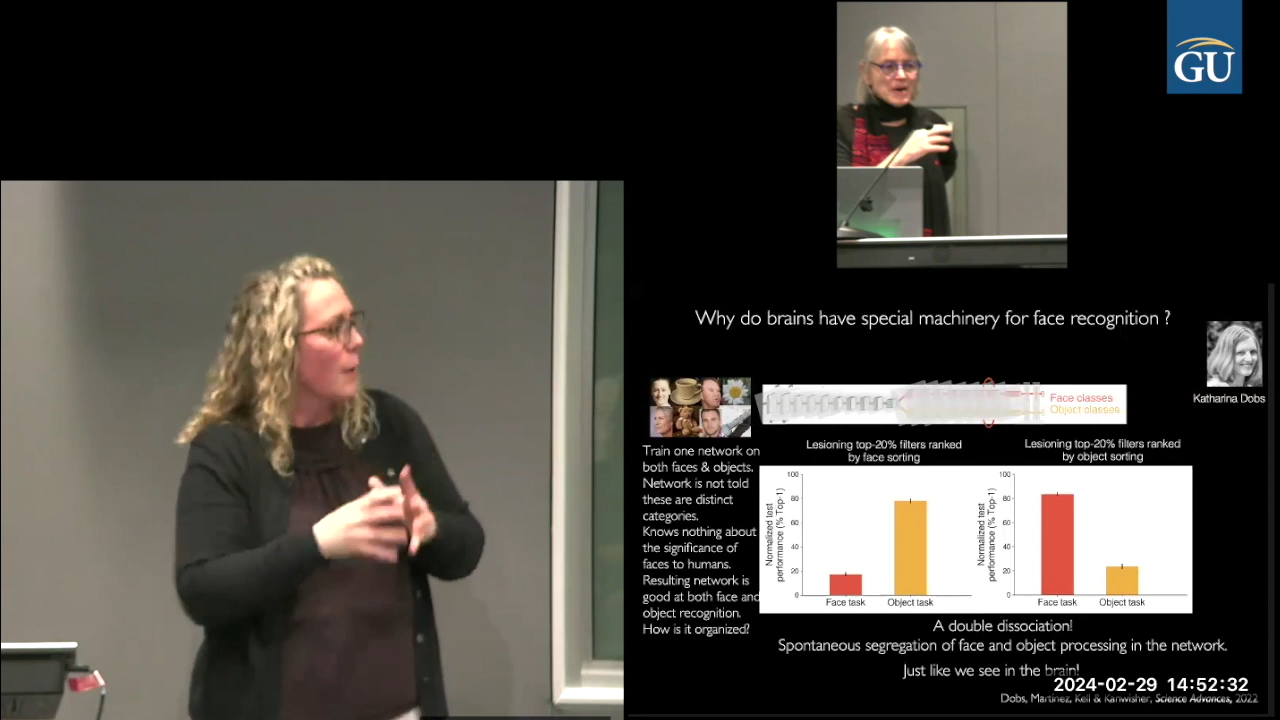 GU
Why do brains have special machinery for face recognition ?
Katharina Dobs
Face classes
Object classes
Train one network on
both faces & objects.
Network is not told
these are distinct
categories.
Knows nothing about
the significance of
faces to humans.
Resulting network is
good at both face and
object recognition.
How is it organized?
Lesioning top-20% filters ranked
by face sorting
Normalized test
performance (% Top-1)
100
80
60
40
20
0
Face task
Object task
Lesioning top-20% filters ranked
by object sorting
Normalized test
performance (% Top-1)
100
80
60
40
20
0
Face task
Object task
A double dissociation!
Spontaneous segregation of face and object processing in the network.
Just like we see in the brain!
2024-02-29 14:52:32
Dobs, Martinez, Kell & Kanwisher, Science Advances, 2022